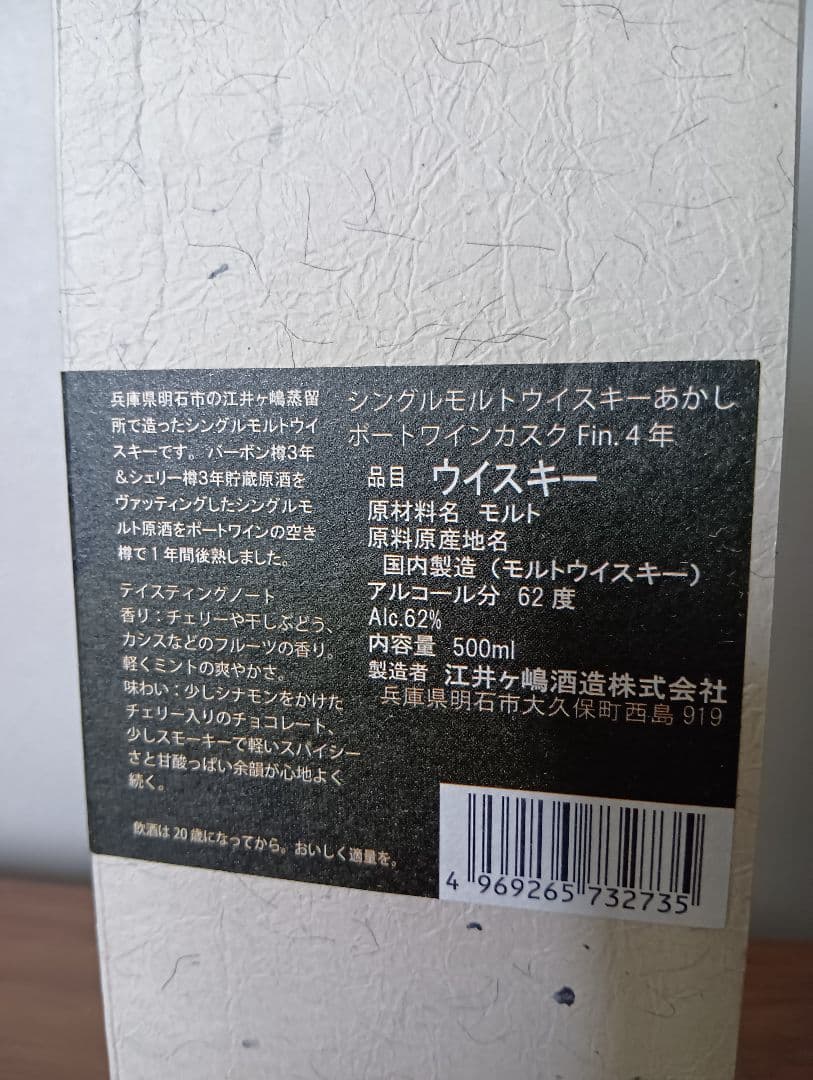 兵庫県明石市の江井ヶ嶋蒸留
所で造ったシングルモルトウイ
スキーです。バーボン樽3年
&シェリー樽3年貯蔵原酒を
ヴァッティングしたシングルモ
ルト原酒をポートワインの空き
樽で1年間後熟しました。
テイスティングノート
香り：チェリーや干しぶどう、
カシスなどのフルーツの香り。
軽くミントの爽やかさ。
味わい：少しシナモンをかけた
チェリー入りのチョコレート、
少しスモーキーで軽いスパイシー
さと甘酸っぱい余韻が心地よく
続く。
飲酒は20歳になってから。おいしく適量を。
シングルモルトウイスキーあかし
ポートワインカスク Fin. 4年
品目 ウイスキー
原材料名 モルト
原料原産地名
国内製造（モルトウイスキー）
アルコール分 62度
Alc.62%
内容量 500ml
製造者 江井ヶ嶋酒造株式会社
兵庫県明石市大久保町西島919
4 969265 732735